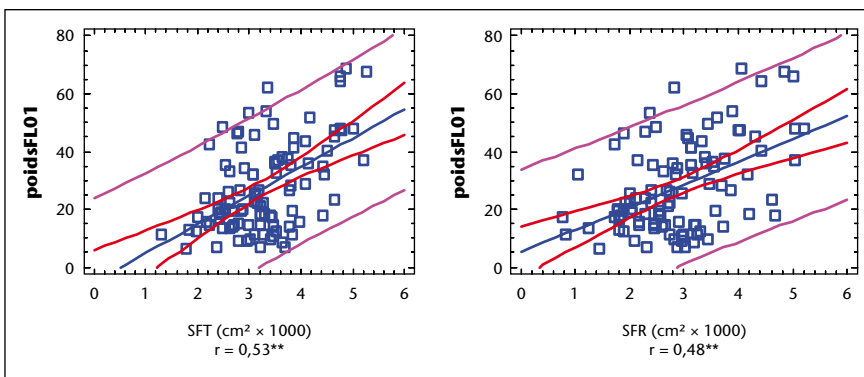 poidsFL01
80
60
40
20
0
0 1 2 3 4 5 6
SFT (cm² × 1000)
r = 0,53**
poidsFL01
80
60
40
20
0
0 1 2 3 4 5 6
SFR (cm² × 1000)
r = 0,48**